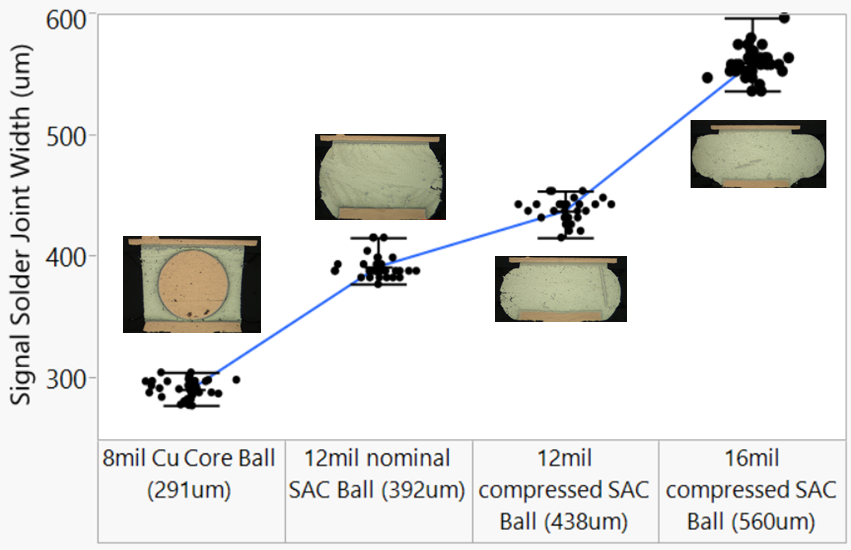 Signal Solder Joint Width (um)
600
500
400
300
8mil Cu Core Ball
(291um)
12mil nominal
SAC Ball (392um)
12mil
compressed SAC
Ball (438um)
16mil
compressed SAC
Ball (560um)